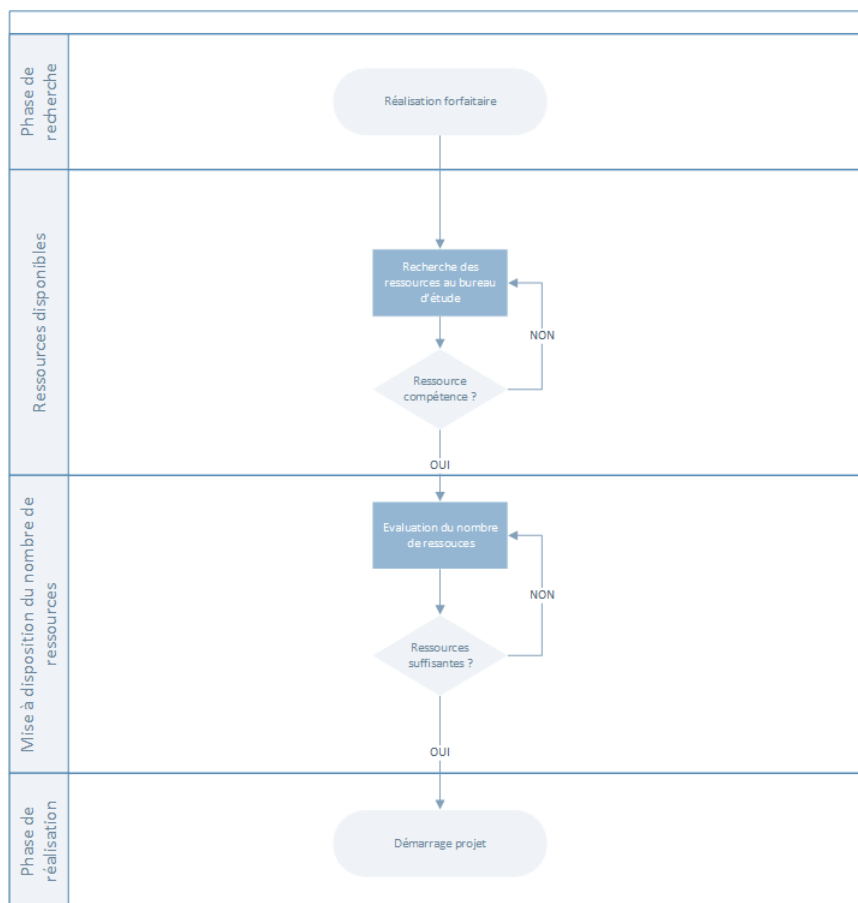 Phase de
recherche
Réalisation forfaitaire
Ressources disponibles
Recherche des
ressources au bureau
d'étude
NON
Ressource
compétence ?
OUI
Mise à disposition du nombre de
ressources
Evaluation du nombre
de ressouces
NON
Ressources
suffisantes ?
OUI
Phase de
réalisation
Démarrage projet